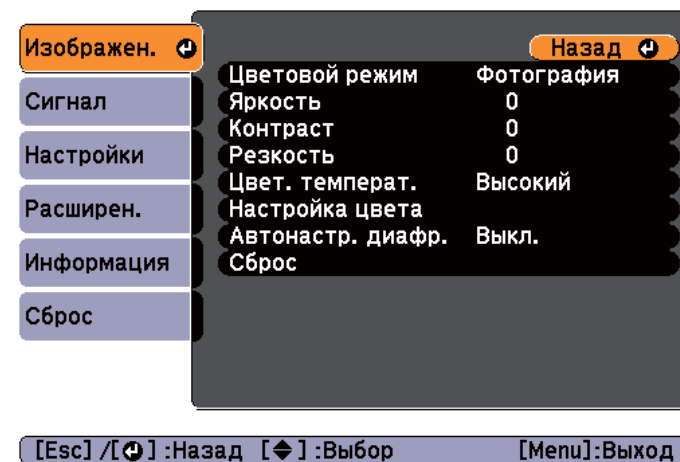 Изображен.
Назад
Цветовой режим Фотография
Сигнал
Яркость 0
Контраст 0
Настройки
Резкость 0
Цвет. температ. Высокий
Расширен.
Настройка цвета
Автонастр. диафр. Выкл.
Информация
Сброс
Сброс
[Esc] /[ ] :Назад [ ] :Выбор [Menu]:Выход